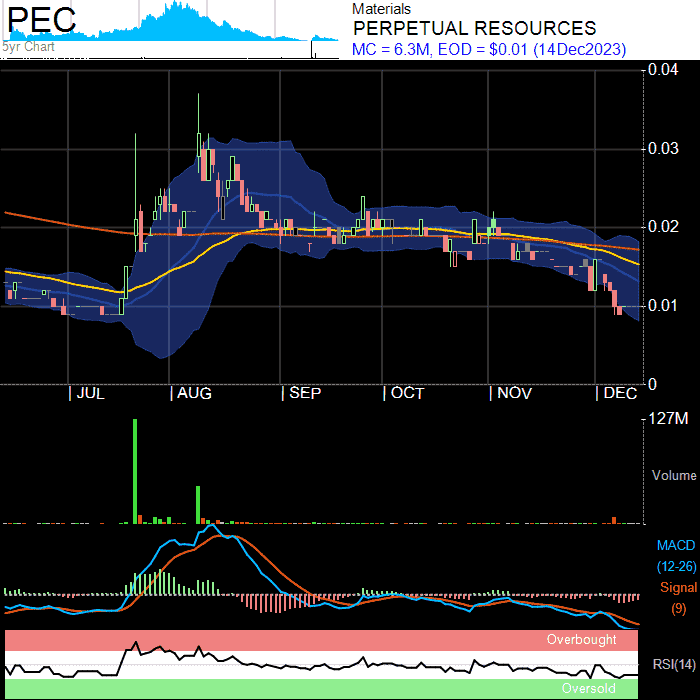 PEC
5yr Chart
Materials
PERPETUAL RESOURCES
MC = 6.3M, EOD = $0.01 (14Dec2023)
0.04
0.03
0.02
0.01
0
JUL
AUG
SEP
OCT
NOV
DEC
127M
Volume
MACD
(12-26)
Signal
(9)
Overbought
RSI(14)
Oversold